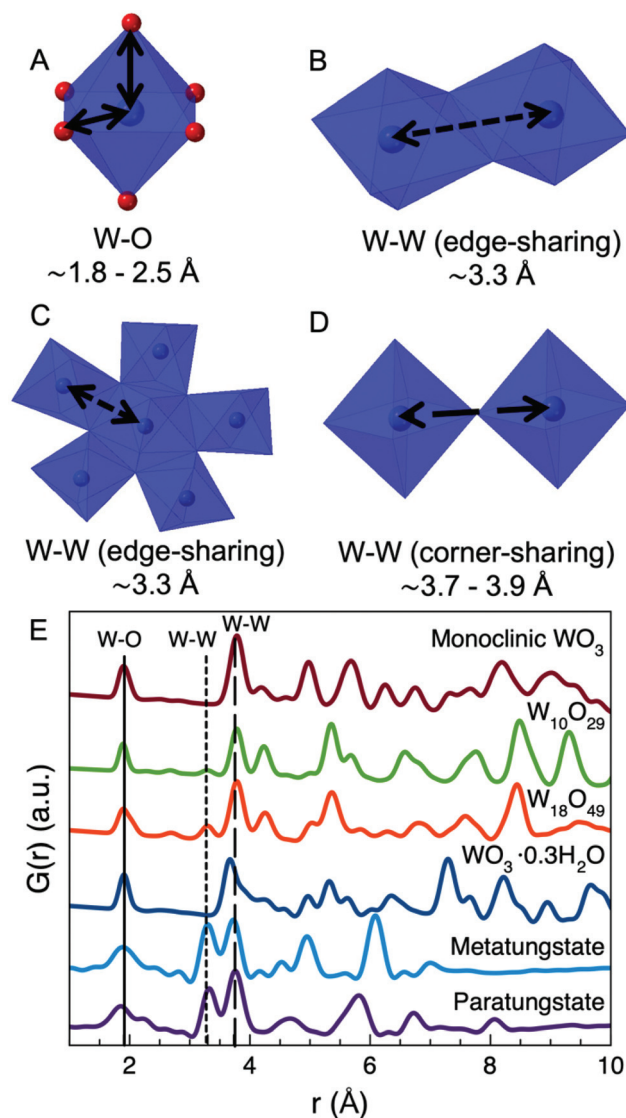 A
W-O
~1.8 - 2.5 Å
B
W-W (edge-sharing)
~3.3 Å
C
W-W (edge-sharing)
~3.3 Å
D
W-W (corner-sharing)
~3.7 - 3.9 Å
E
W-O
W-W
W-W
Monoclinic WO₃
W₁₀O₂₉
W₁₈O₄₉
WO₃·0.3H₂O
Metatungstate
Paratungstate
G(r) (a.u.)
2 4 6 8 10
r (Å)